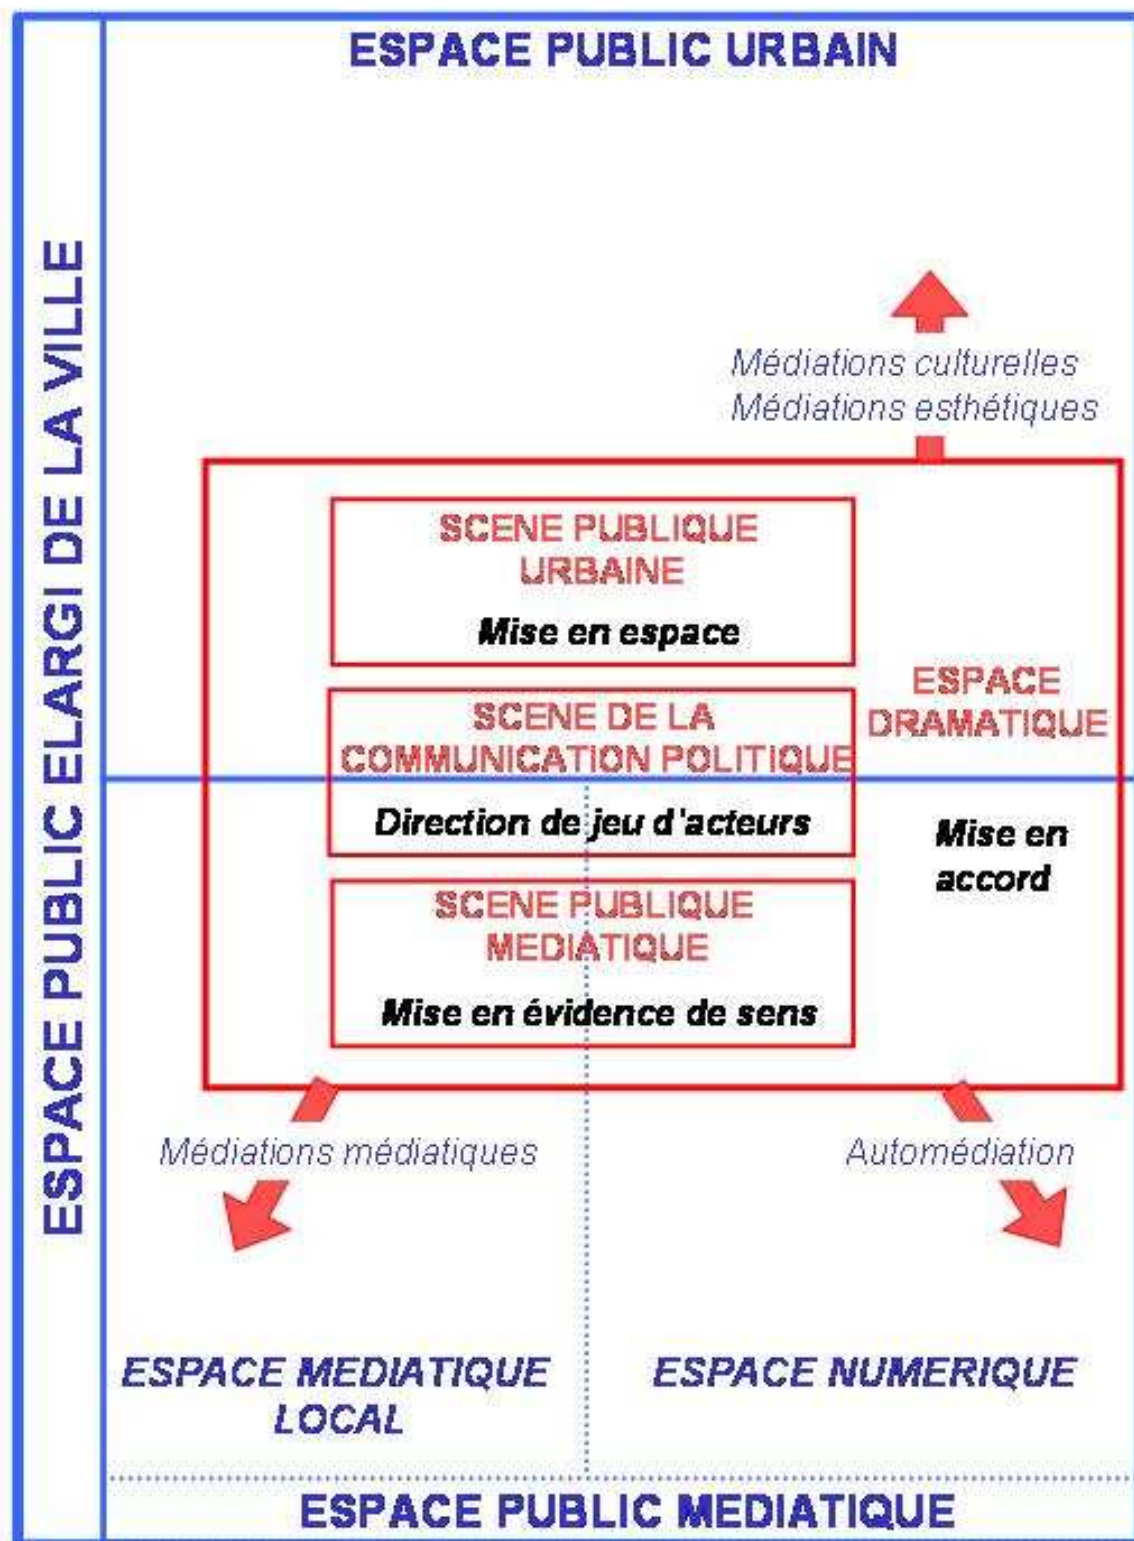 ESPACE PUBLIC URBAIN
ESPACE PUBLIC ELARGI DE LA VILLE
Médiations culturelles
Médiations esthétiques
SCENE PUBLIQUE
URBAINE
Mise en espace
SCENE DE LA
COMMUNICATION POLITIQUE
Direction de jeu d'acteurs
ESPACE
DRAMATIQUE
Mise en
accord
SCENE PUBLIQUE
MEDIATIQUE
Mise en évidence de sens
Médiations médiatiques
Automédiation
ESPACE MEDIATIQUE
LOCAL
ESPACE NUMERIQUE
ESPACE PUBLIC MEDIATIQUE